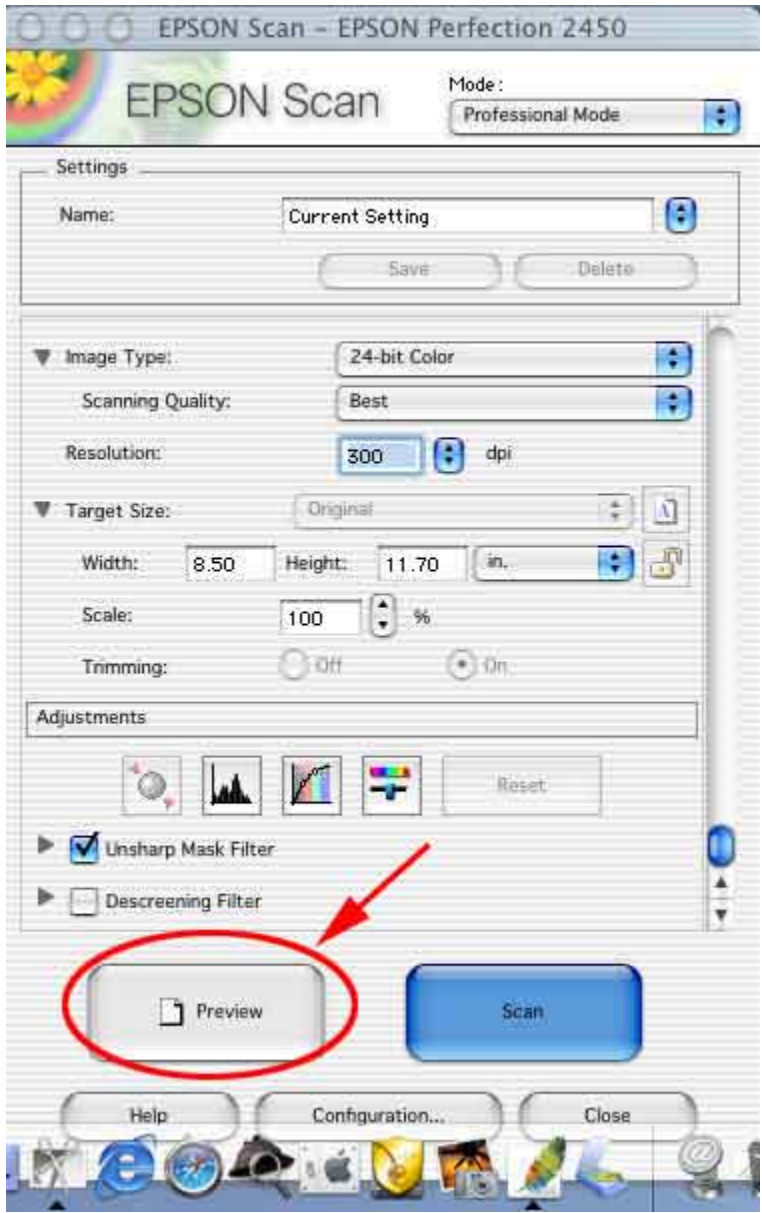 EPSON Scan - EPSON Perfection 2450
EPSON Scan
Mode:
Professional Mode
Settings
Name: Current Setting
Save Delete
Image Type: 24-bit Color
Scanning Quality: Best
Resolution: 300 dpi
Target Size: Original
Width: 8.50 Height: 11.70 in.
Scale: 100 %
Trimming: Off On
Adjustments
Reset
Unsharp Mask Filter
Descreening Filter
Preview Scan
Help Configuration... Close